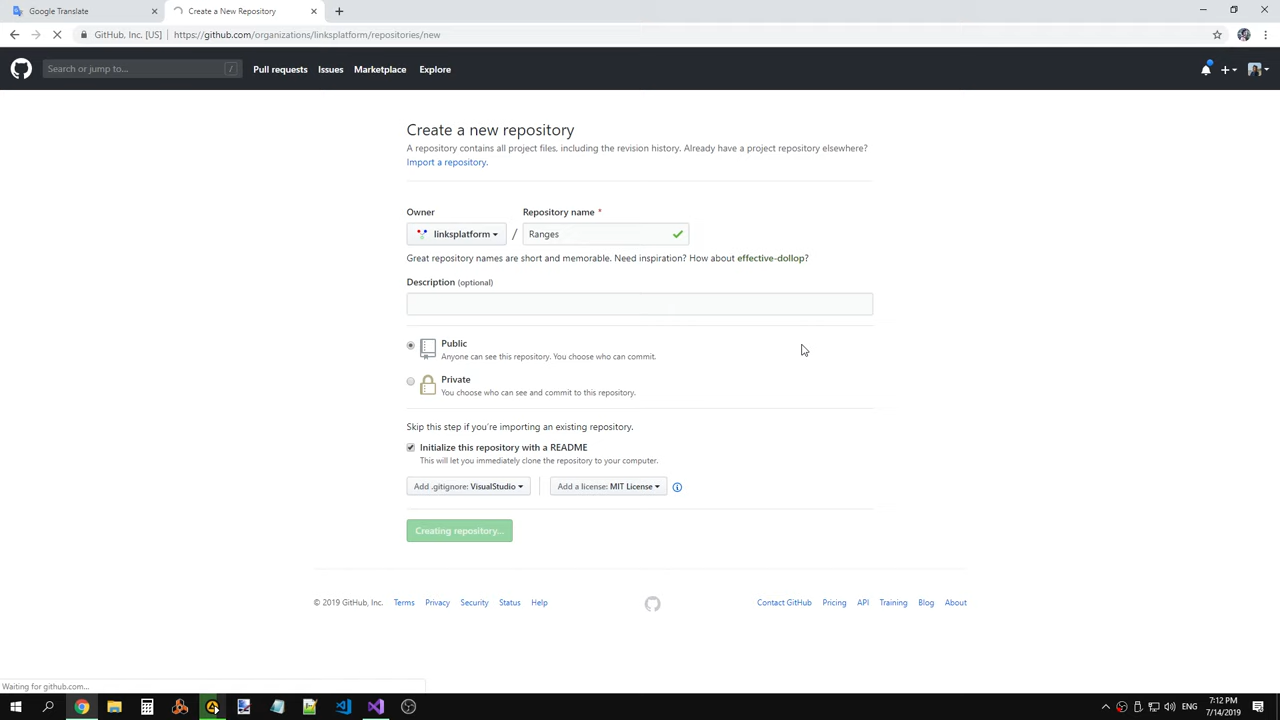 Google Translate
Create a New Repository
GitHub, Inc. [US]
https://github.com/organizations/linksplatform/repositories/new
Search or jump to...
/
Pull requests
Issues
Marketplace
Explore
Create a new repository
A repository contains all project files, including the revision history. Already have a project repository elsewhere?
Import a repository.
Owner
Repository name *
linksplatform
/
Ranges
Great repository names are short and memorable. Need inspiration? How about effective-dollop?
Description (optional)
Public
Anyone can see this repository. You choose who can commit.
Private
You choose who can see and commit to this repository.
Skip this step if you're importing an existing repository.
Initialize this repository with a README
This will let you immediately clone the repository to your computer.
Add .gitignore: VisualStudio
Add a license: MIT License
Creating repository...
© 2019 GitHub, Inc.
Terms
Privacy
Security
Status
Help
Contact GitHub
Pricing
API
Training
Blog
About
Waiting for github.com...
ENG
7:12 PM
7/14/2019